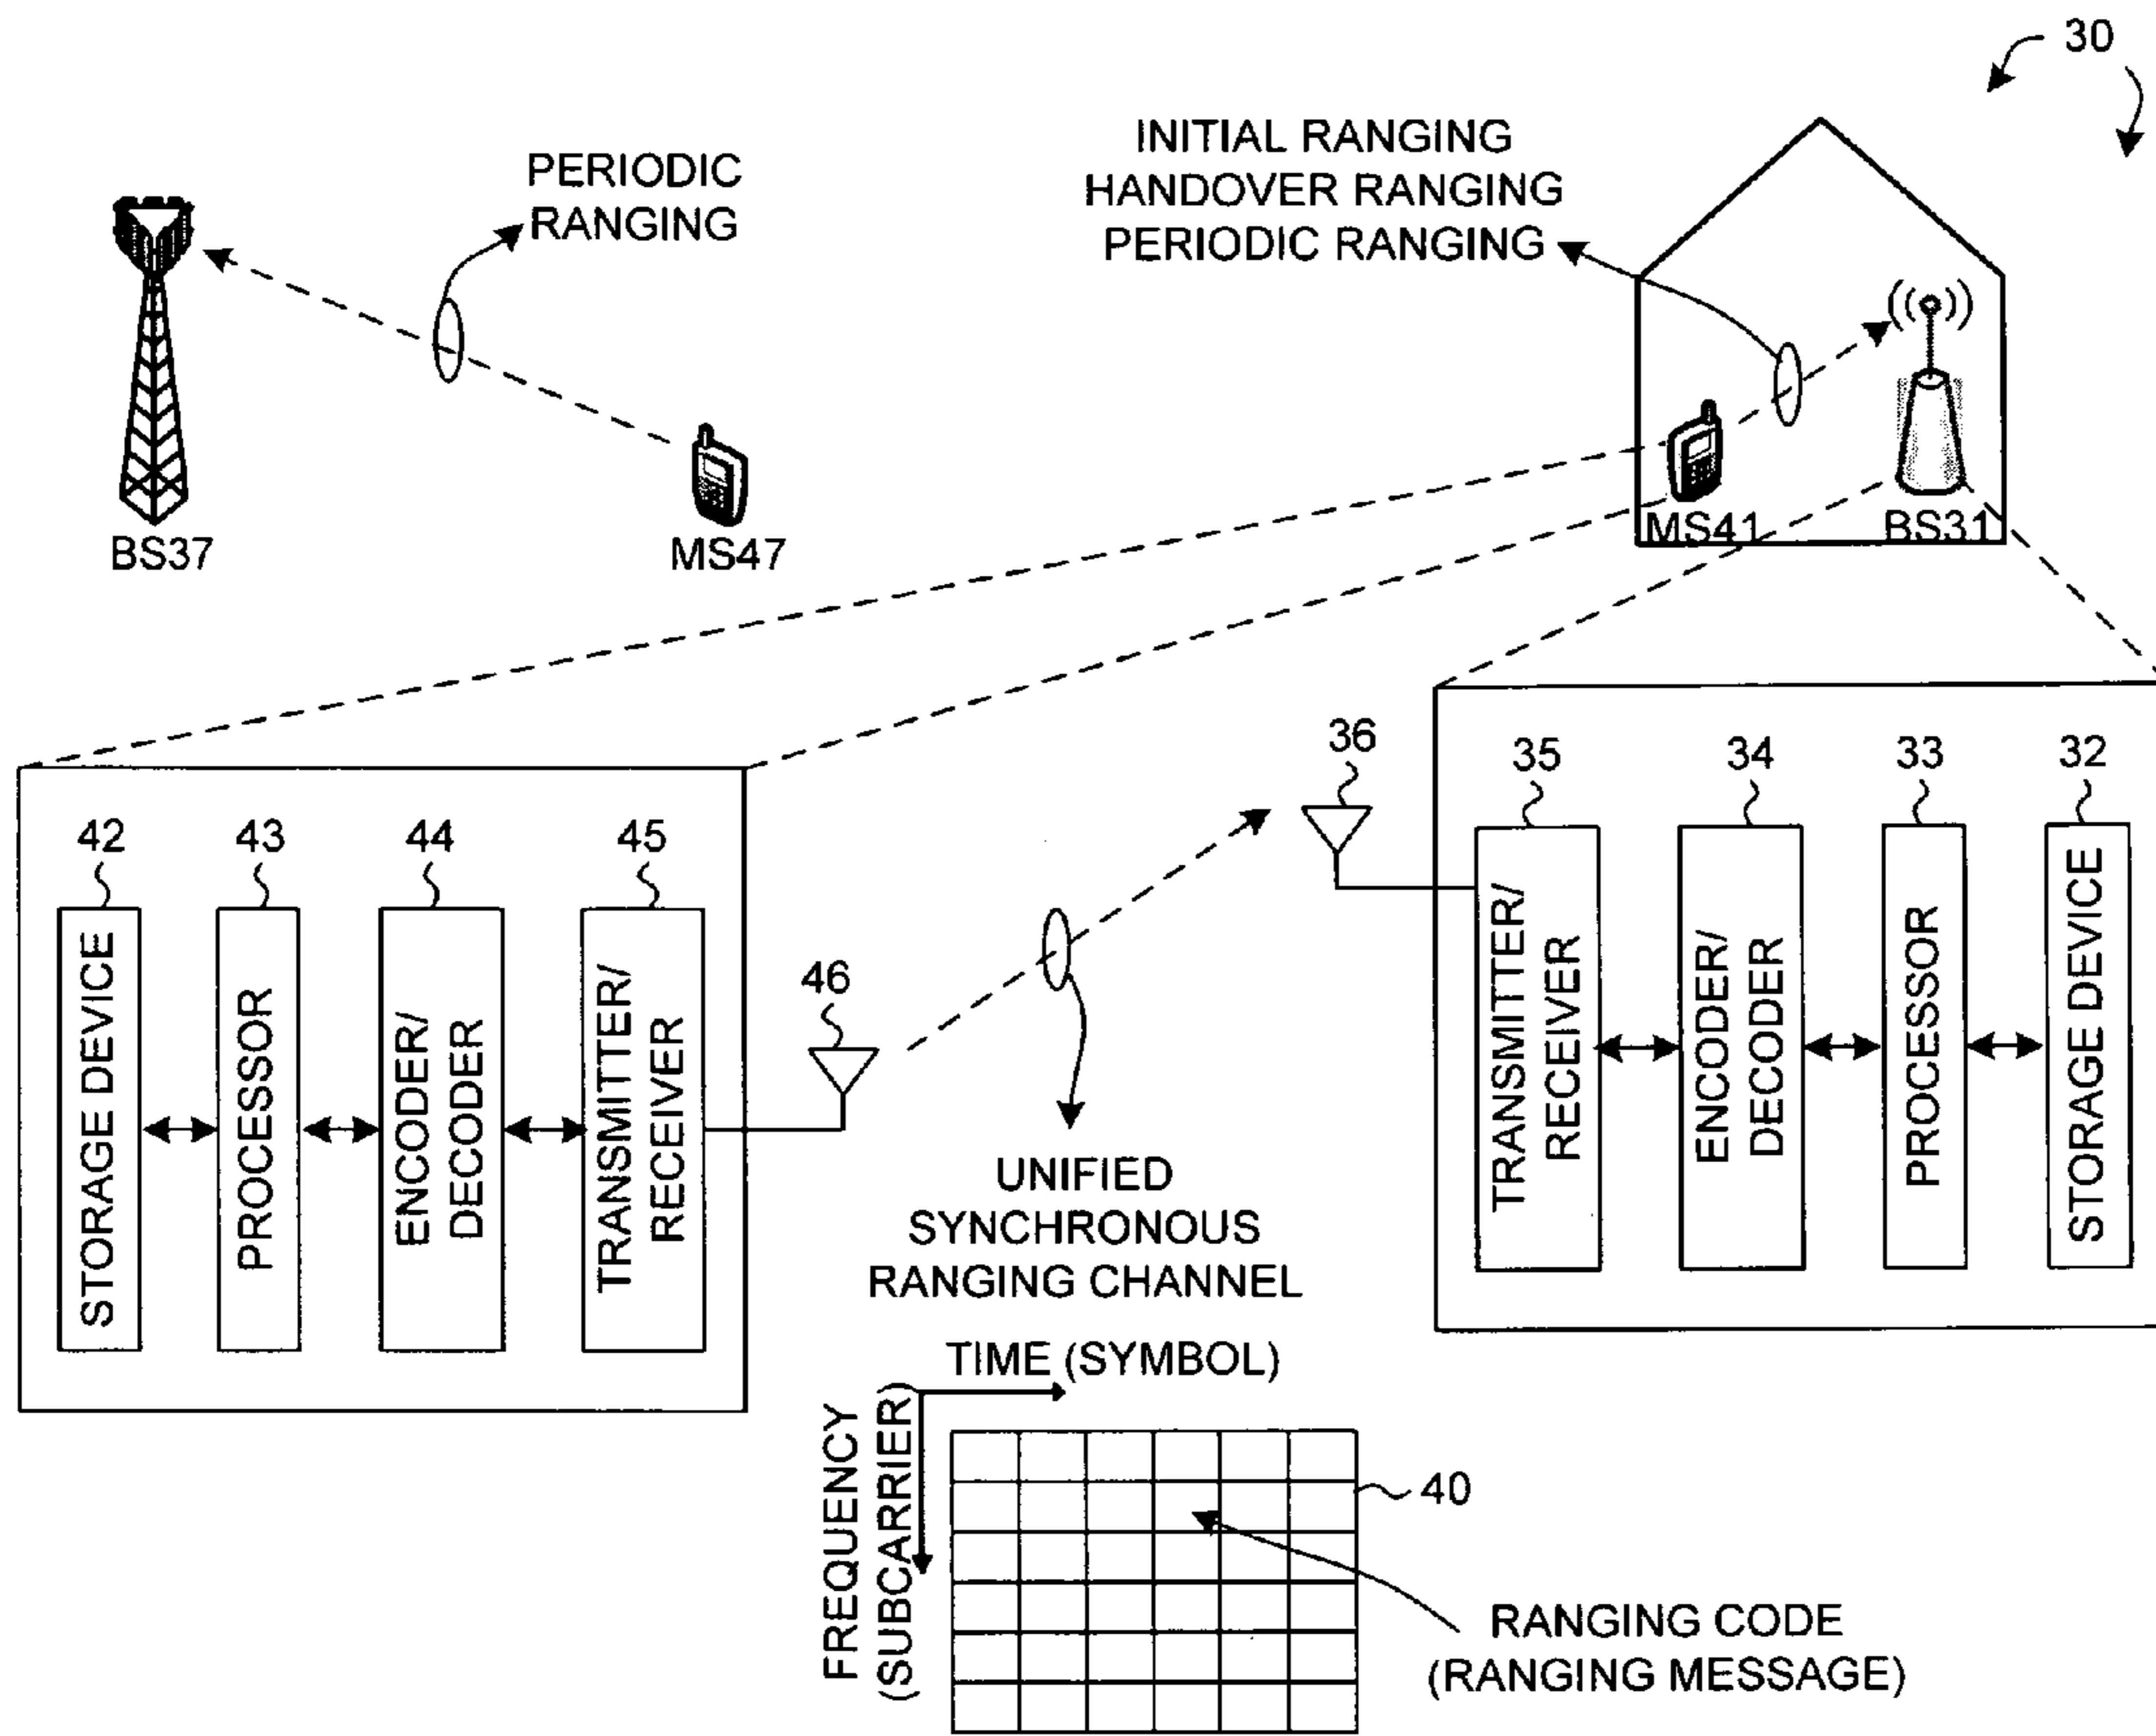 30
PERIODIC
RANGING
INITIAL RANGING
HANDOVER RANGING
PERIODIC RANGING
BS37
MS47
MS41
BS31
36
35
34
33
32
42
43
44
45
46
STORAGE DEVICE
PROCESSOR
ENCODER/
DECODER
TRANSMITTER/
RECEIVER
TRANSMITTER/
RECEIVER
ENCODER/
DECODER
PROCESSOR
STORAGE DEVICE
UNIFIED
SYNCHRONOUS
RANGING CHANNEL
TIME (SYMBOL)
FREQUENCY
(SUBCARRIER)
40
RANGING CODE
(RANGING MESSAGE)